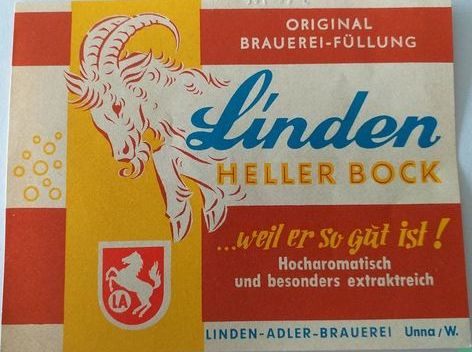 ORIGINAL
BRAUEREI-FÜLLUNG
Linden
HELLER BOCK
...weil er so gut ist!
Hocharomatisch
und besonders extraktreich
LA
LINDEN-ADLER-BRAUEREI Unna/W.